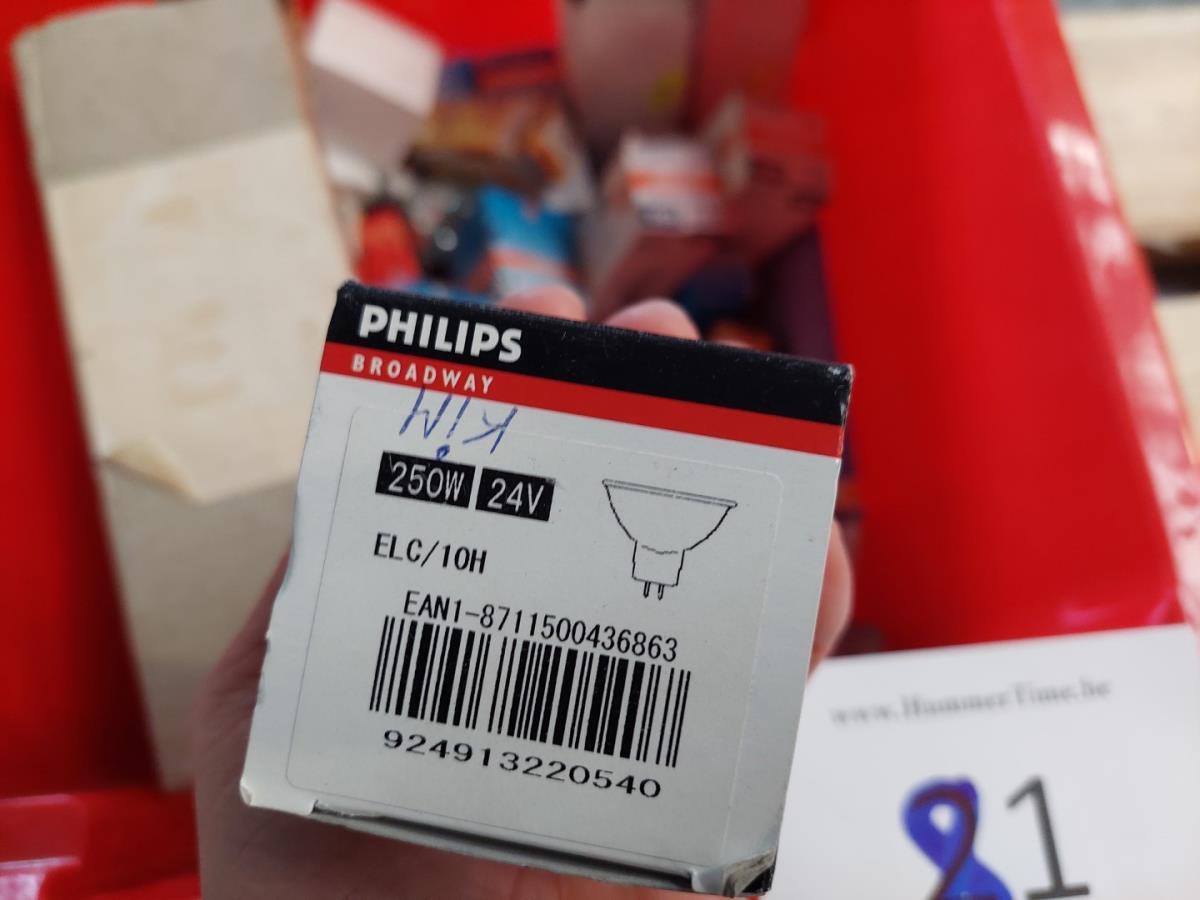 PHILIPS
BROADWAY
KIM
250W 24V
ELC/10H
EAN1-8711500436863
924913220540
www.HammerTime.be
81